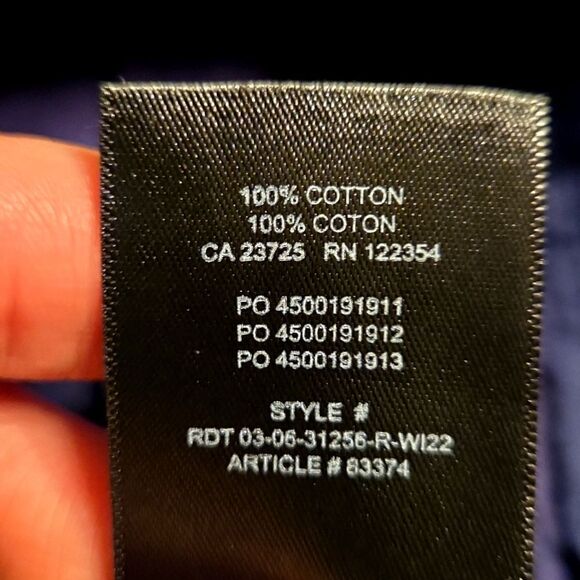 100% COTTON
100% COTON
CA 23725 RN 122354
PO 4500191911
PO 4500191912
PO 4500191913
STYLE #
RDT 03-06-31256-R-WI22
ARTICLE # 83374